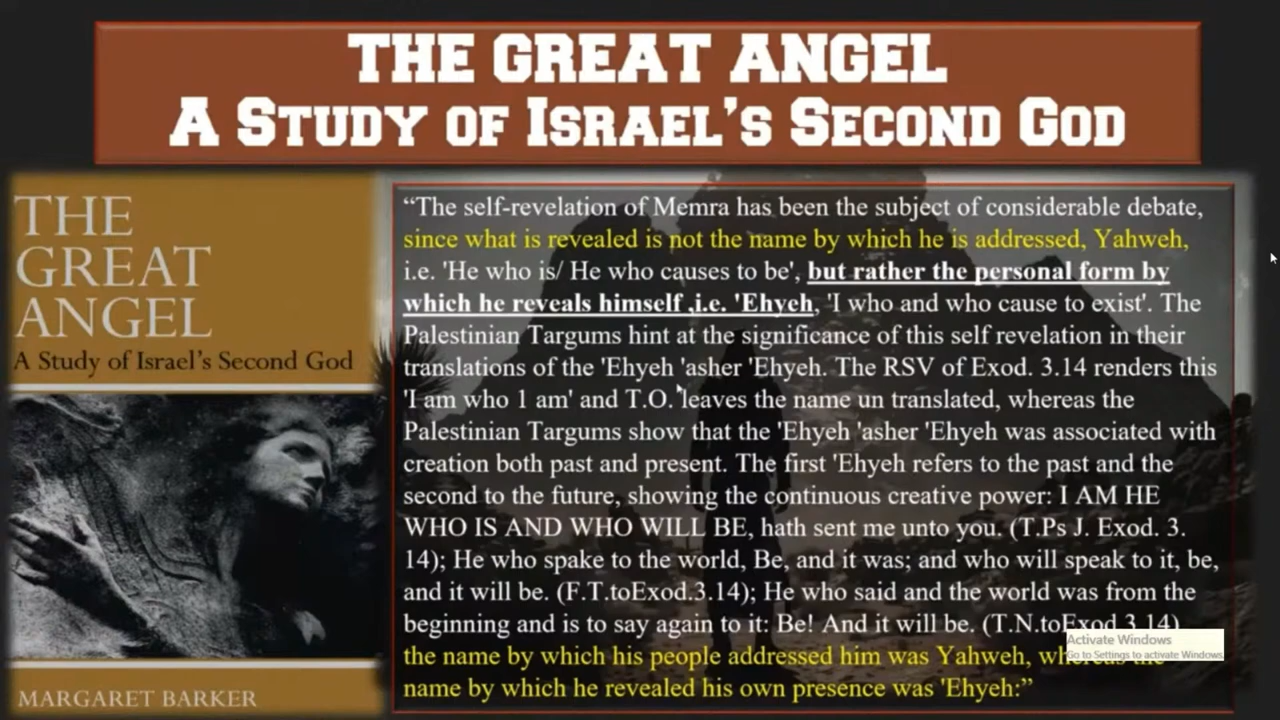 THE GREAT ANGEL
A STUDY OF ISRAEL'S SECOND GOD
THE
GREAT
ANGEL
A Study of Israel's Second God
MARGARET BARKER
“The self-revelation of Memra has been the subject of considerable debate,
since what is revealed is not the name by which he is addressed, Yahweh,
i.e. 'He who is/ He who causes to be', but rather the personal form by
which he reveals himself ,i.e. 'Ehyeh, 'I who and who cause to exist'. The
Palestinian Targums hint at the significance of this self revelation in their
translations of the 'Ehyeh 'asher 'Ehyeh. The RSV of Exod. 3.14 renders this
'I am who 1 am' and T.O. leaves the name un translated, whereas the
Palestinian Targums show that the 'Ehyeh 'asher 'Ehyeh was associated with
creation both past and present. The first 'Ehyeh refers to the past and the
second to the future, showing the continuous creative power: I AM HE
WHO IS AND WHO WILL BE, hath sent me unto you. (T.Ps J. Exod. 3.
14); He who spake to the world, Be, and it was; and who will speak to it, be,
and it will be. (F.T.toExod.3.14); He who said and the world was from the
beginning and is to say again to it: Be! And it will be. (T.N.toExod.3.14)
the name by which his people addressed him was Yahweh, whereas the
name by which he revealed his own presence was 'Ehyeh:”
Activate Windows
Go to Settings to activate Windows.